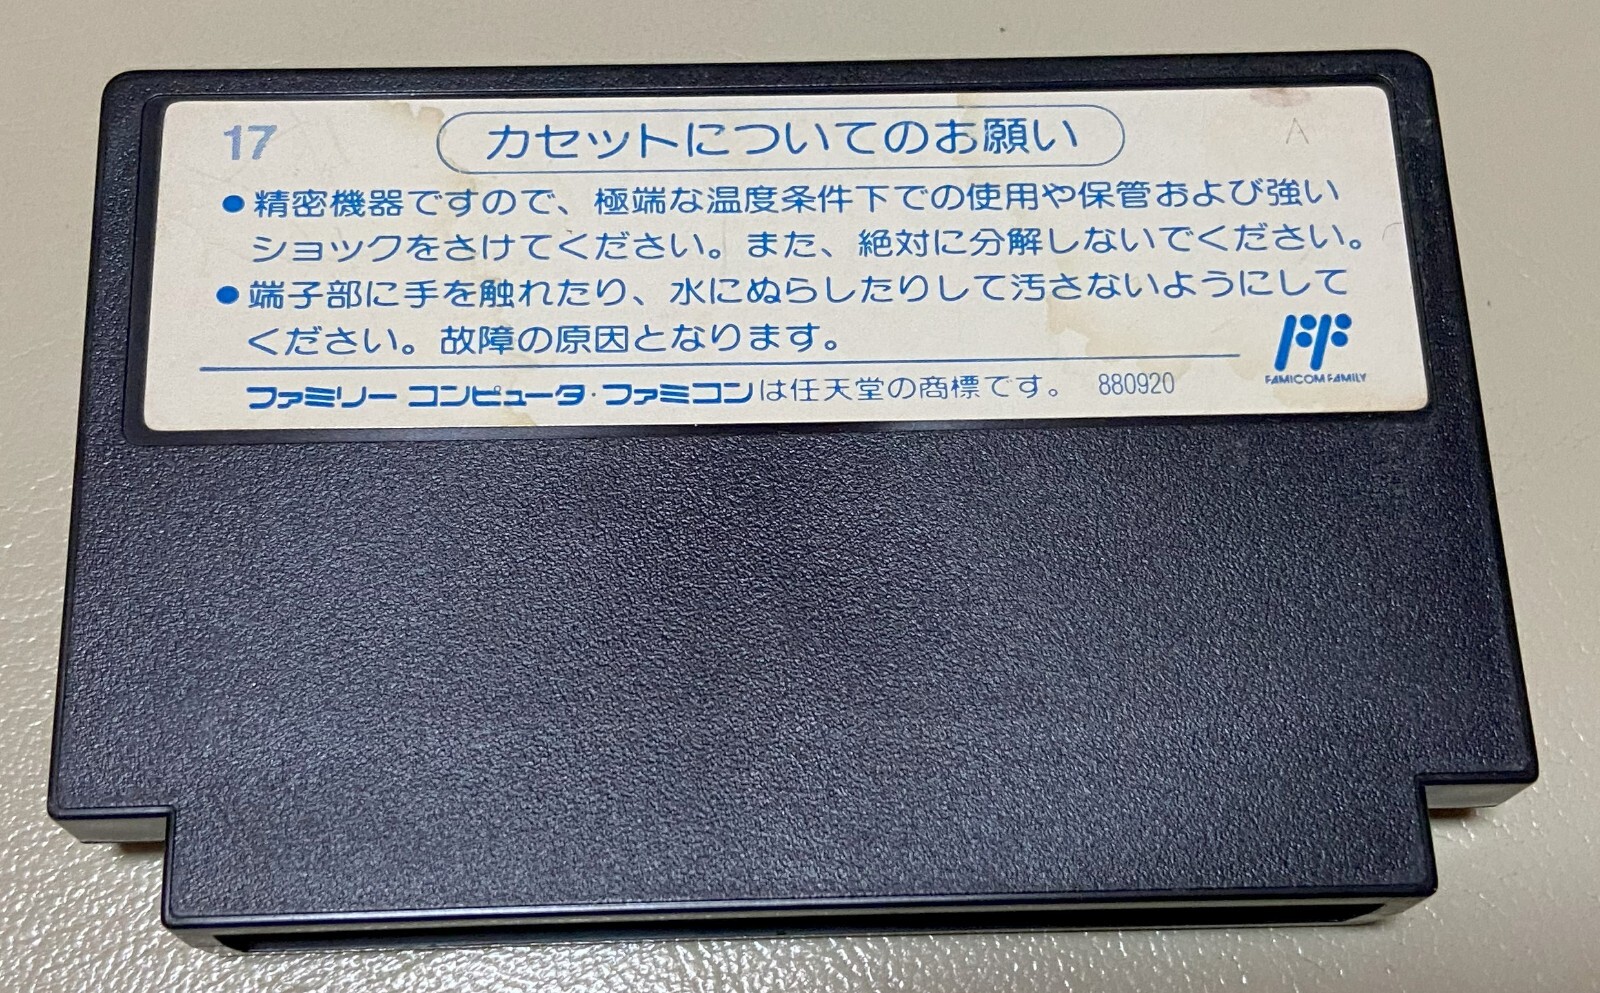 17
カセットについてのお願い
A
●精密機器ですので、極端な温度条件下での使用や保管および強い
ショックをさけてください。また、絶対に分解しないでください。
●端子部に手を触れたり、水にぬらしたりして汚さないようにして
ください。故障の原因となります。
FF
FAMICOM FAMILY
ファミリー コンピュータ・ファミコンは任天堂の商標です。 880920